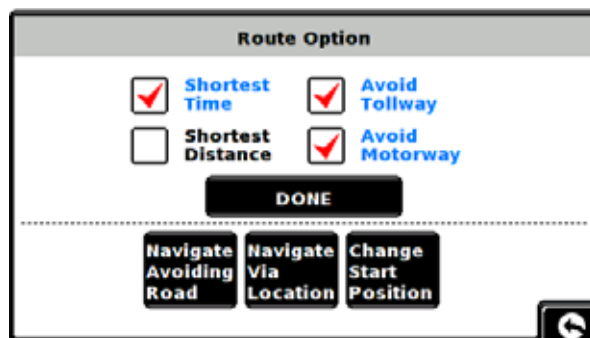 Route Option
Shortest
Time
Avoid
Tollway
Shortest
Distance
Avoid
Motorway
DONE
Navigate
Avoiding
Road
Navigate
Via
Location
Change
Start
Position